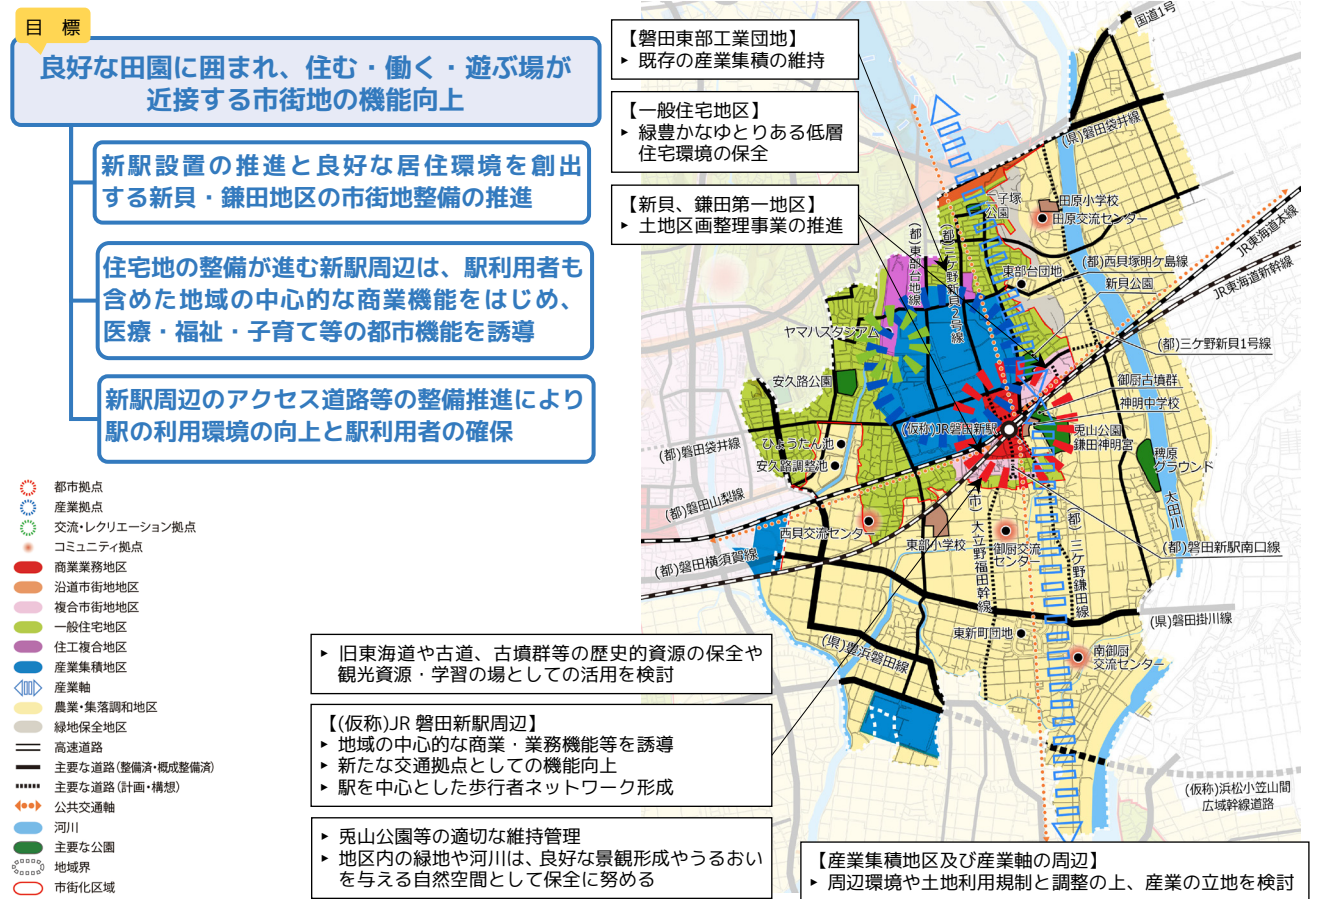 目 標
良好な田園に囲まれ、住む・働く・遊ぶ場が
近接する市街地の機能向上
新駅設置の推進と良好な居住環境を創出
する新貝・鎌田地区の市街地整備の推進
住宅地の整備が進む新駅周辺は、駅利用者も
含めた地域の中心的な商業機能をはじめ、
医療・福祉・子育て等の都市機能を誘導
新駅周辺のアクセス道路等の整備推進により
駅の利用環境の向上と駅利用者の確保
都市拠点
産業拠点
交流・レクリエーション拠点
コミュニティ拠点
商業業務地区
沿道市街地地区
複合市街地地区
一般住宅地区
住工複合地区
産業集積地区
産業軸
農業・集落調和地区
緑地保全地区
高速道路
主要な道路(整備済・概成整備済)
主要な道路(計画・構想)
公共交通軸
河川
主要な公園
地域界
市街化区域
【磐田東部工業団地】
▸ 既存の産業集積の維持
【一般住宅地区】
▸ 緑豊かなゆとりある低層
住宅環境の保全
【新貝、鎌田第一地区】
▸ 土地区画整理事業の推進
▸ 旧東海道や古道、古墳群等の歴史的資源の保全や
観光資源・学習の場としての活用を検討
【(仮称)JR 磐田新駅周辺】
▸ 地域の中心的な商業・業務機能等を誘導
▸ 新たな交通拠点としての機能向上
▸ 駅を中心とした歩行者ネットワーク形成
▸ 兎山公園等の適切な維持管理
▸ 地区内の緑地や河川は、良好な景観形成やうるおい
を与える自然空間として保全に努める
【産業集積地区及び産業軸の周辺】
▸ 周辺環境や土地利用規制と調整の上、産業の立地を検討
国道1号
(県)磐田袋井線
二子塚
公園
田原小学校
田原交流センター
JR東海道本線
JR東海道新幹線
(都)東部台地線
(都)三ケ野新貝2号線
東部台団地
(都)西貝塚明ケ島線
新貝公園
ヤマハスタジアム
(都)三ケ野新貝1号線
安久路公園
御厨古墳群
神明中学校
(仮称)JR磐田新駅
兎山公園
鎌田神明宮
ひょうたん池
(都)磐田袋井線
安久路調整池
稗原
グラウンド
(都)磐田山梨線
太田川
西貝交流センター
東部小学校
(市)大立野福田幹線
御厨交流
センター
(都)三ケ野鎌田線
(都)磐田新駅南口線
(都)磐田横須賀線
(県)磐田掛川線
(県)豊浜磐田線
東新町団地
南御厨
交流センター
(仮称)浜松小笠山間
広域幹線道路